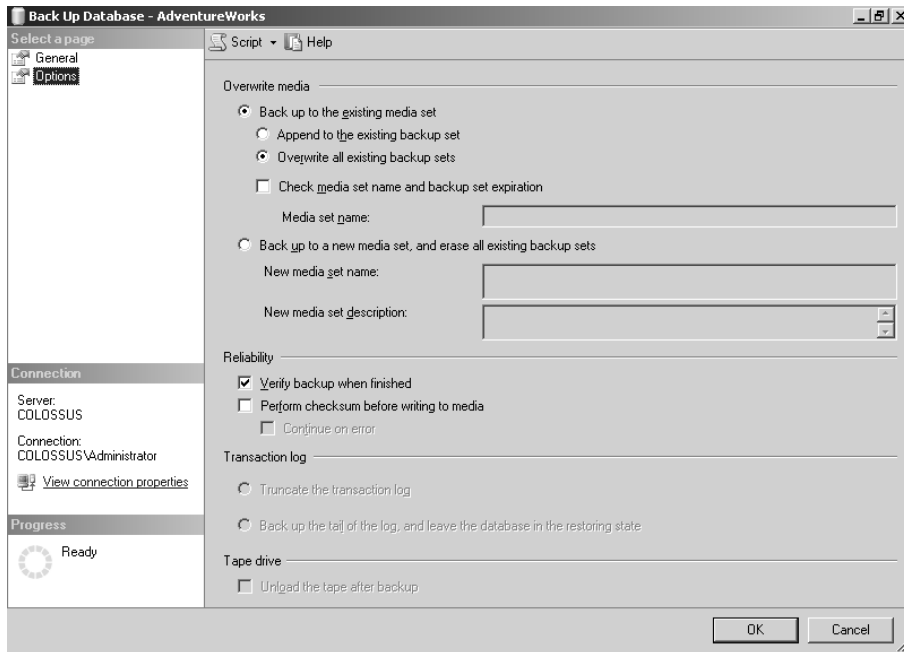 Back Up Database - AdventureWorks
Select a page
General
Options
Script
Help
Overwrite media
Back up to the existing media set
Append to the existing backup set
Overwrite all existing backup sets
Check media set name and backup set expiration
Media set name:
Back up to a new media set, and erase all existing backup sets
New media set name:
New media set description:
Reliability
Verify backup when finished
Perform checksum before writing to media
Continue on error
Transaction log
Truncate the transaction log
Back up the tail of the log, and leave the database in the restoring state
Tape drive
Unload the tape after backup
Connection
Server:
COLOSSUS
Connection:
COLOSSUS\Administrator
View connection properties
Progress
Ready
OK
Cancel